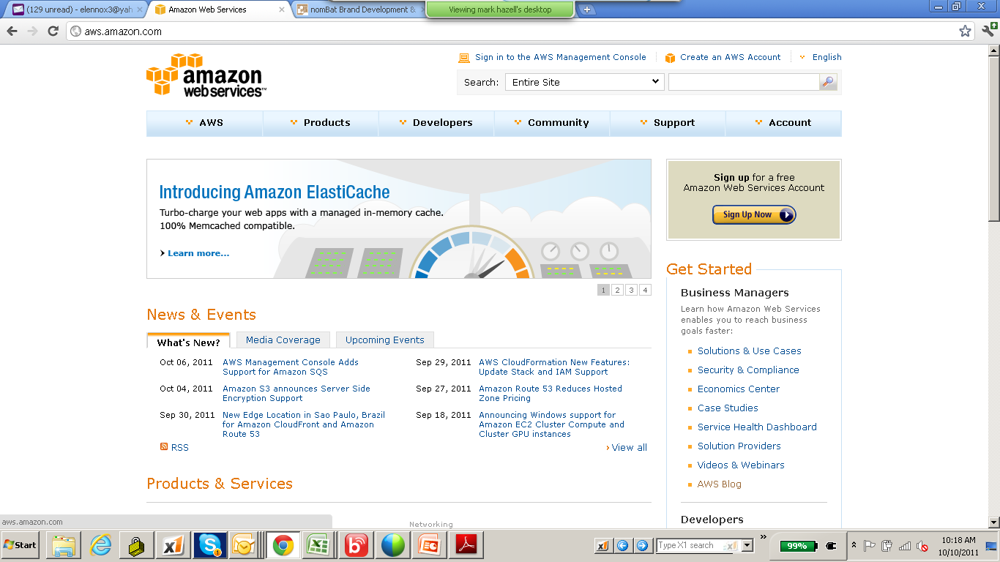 (129 unread) - elennox3@yah
Amazon Web Services
nomBat Brand Development &
Viewing mark hazell's desktop
aws.amazon.com
amazon
webservices™
Sign in to the AWS Management Console
Create an AWS Account
English
Search:
Entire Site
AWS
Products
Developers
Community
Support
Account
Introducing Amazon ElastiCache
Turbo-charge your web apps with a managed in-memory cache.
100% Memcached compatible.
Learn more...
1 2 3 4
Sign up for a free
Amazon Web Services Account
Sign Up Now
News & Events
What's New?
Media Coverage
Upcoming Events
Oct 06, 2011 AWS Management Console Adds
Support for Amazon SQS
Oct 04, 2011 Amazon S3 announces Server Side
Encryption Support
Sep 30, 2011 New Edge Location in Sao Paulo, Brazil
for Amazon CloudFront and Amazon
Route 53
RSS
Sep 29, 2011 AWS CloudFormation New Features:
Update Stack and IAM Support
Sep 27, 2011 Amazon Route 53 Reduces Hosted
Zone Pricing
Sep 18, 2011 Announcing Windows support for
Amazon EC2 Cluster Compute and
Cluster GPU instances
View all
Products & Services
Networking
Get Started
Business Managers
Learn how Amazon Web Services
enables you to reach business
goals faster:
Solutions & Use Cases
Security & Compliance
Economics Center
Case Studies
Service Health Dashboard
Solution Providers
Videos & Webinars
AWS Blog
Developers
aws.amazon.com
Start
x1
1
Type X1 search
x1
99%
10:18 AM
10/10/2011